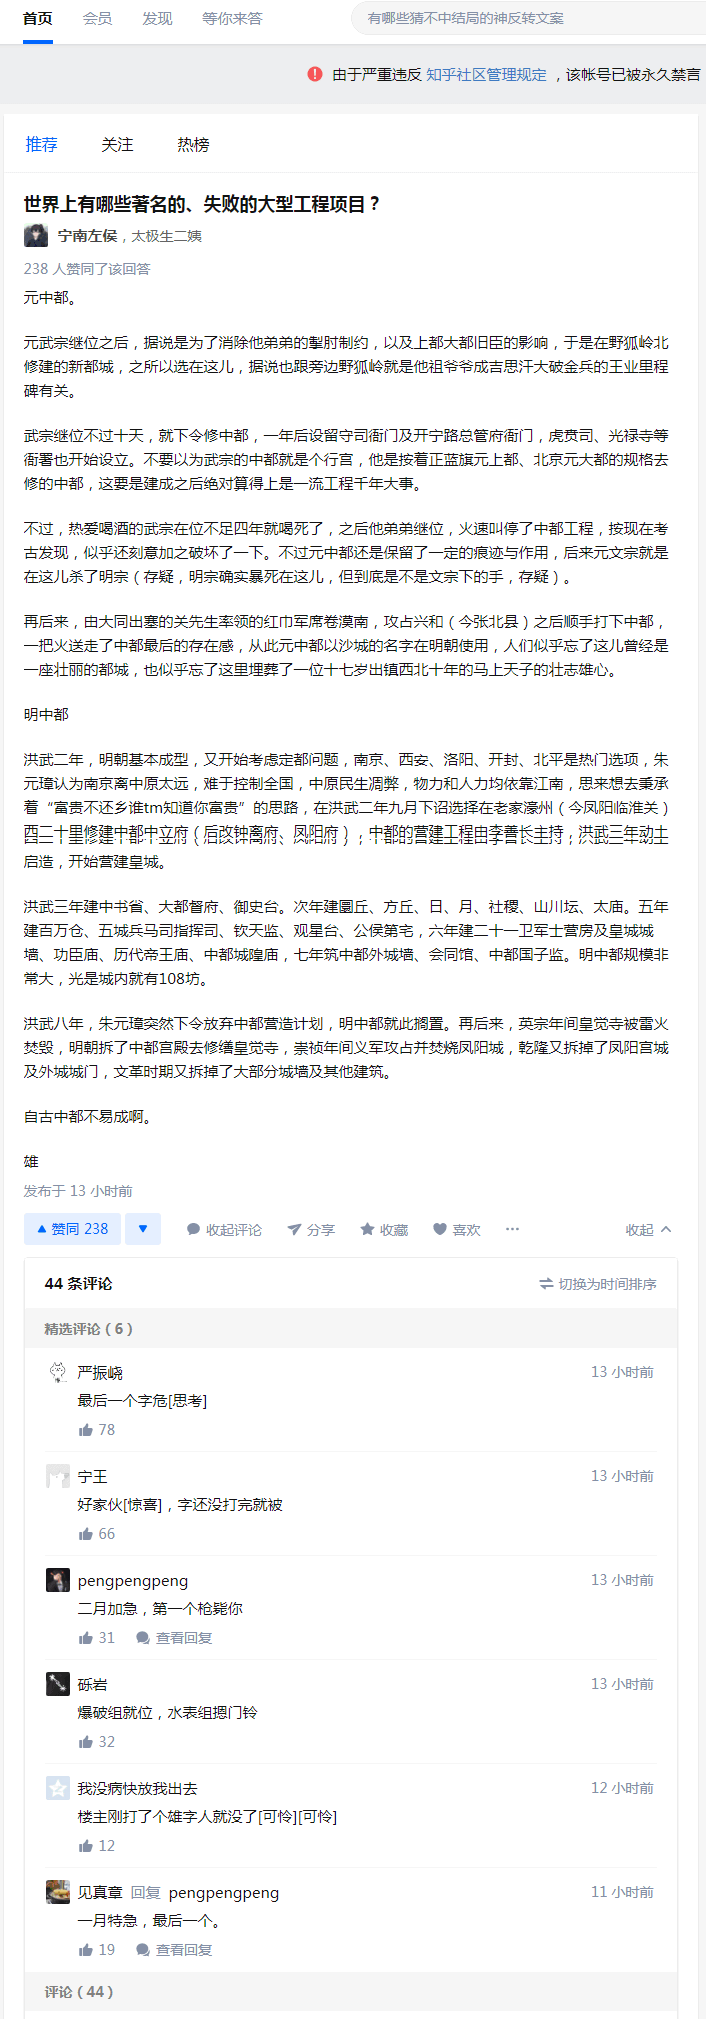 首页 会员 发现 等你来答 有哪些猜不中结局的神反转文案
由于严重违反 知乎社区管理规定 ，该帐号已被永久禁言
推荐 关注 热榜
世界上有哪些著名的、失败的大型工程项目？
宁南左侯，太极生二姨
238 人赞同了该回答
元中都。
元武宗继位之后，据说是为了消除他弟弟的掣肘制约，以及上都大都旧臣的影响，于是在野狐岭北
修建的新都城，之所以选在这儿，据说也跟旁边野狐岭就是他祖爷爷成吉思汗大破金兵的王业里程
碑有关。
武宗继位不过十天，就下令修中都，一年后设留守司衙门及开宁路总管府衙门，虎贲司、光禄寺等
衙署也开始设立。不要以为武宗的中都就是个行宫，他是按着正蓝旗元上都、北京元大都的规格去
修的中都，这要是建成之后绝对算得上是一流工程千年大事。
不过，热爱喝酒的武宗在位不足四年就喝死了，之后他弟弟继位，火速叫停了中都工程，按现在考
古发现，似乎还刻意加之破坏了一下。不过元中都还是保留了一定的痕迹与作用，后来元文宗就是
在这儿杀了明宗（存疑，明宗确实暴死在这儿，但到底是不是文宗下的手，存疑）。
再后来，由大同出塞的关先生率领的红巾军席卷漠南，攻占兴和（今张北县）之后顺手打下中都，
一把火送走了中都最后的存在感，从此元中都以沙城的名字在明朝使用，人们似乎忘了这儿曾经是
一座壮丽的都城，也似乎忘了这里埋葬了一位十七岁出镇西北十年的马上天子的壮志雄心。
明中都
洪武二年，明朝基本成型，又开始考虑定都问题，南京、西安、洛阳、开封、北平是热门选项，朱
元璋认为南京离中原太远，难于控制全国，中原民生凋弊，物力和人力均依靠江南，思来想去秉承
着“富贵不还乡谁tm知道你富贵”的思路，在洪武二年九月下诏选择在老家濠州（今凤阳临淮关）
西二十里修建中都中立府（后改钟离府、凤阳府），中都的营建工程由李善长主持，洪武三年动土
启造，开始营建皇城。
洪武三年建中书省、大都督府、御史台。次年建圜丘、方丘、日、月、社稷、山川坛、太庙。五年
建百万仓、五城兵马司指挥司、钦天监、观星台、公侯第宅，六年建二十一卫军士营房及皇城城
墙、功臣庙、历代帝王庙、中都城隍庙，七年筑中都外城墙、会同馆、中都国子监。明中都规模非
常大，光是城内就有108坊。
洪武八年，朱元璋突然下令放弃中都营造计划，明中都就此搁置。再后来，英宗年间皇觉寺被雷火
焚毁，明朝拆了中都宫殿去修缮皇觉寺，崇祯年间义军攻占并焚烧凤阳城，乾隆又拆掉了凤阳宫城
及外城城门，文革时期又拆掉了大部分城墙及其他建筑。
自古中都不易成啊。
雄
发布于 13 小时前
赞同 238 收起评论 分享 收藏 喜欢 ··· 收起
44 条评论 切换为时间排序
精选评论（6）
严振峣 13 小时前
最后一个字危[思考]
78
宁王 13 小时前
好家伙[惊喜]，字还没打完就被
66
pengpengpeng 13 小时前
二月加急，第一个枪毙你
31 查看回复
砾岩 13 小时前
爆破组就位，水表组摁门铃
32
我没病快放我出去 12 小时前
楼主刚打了个雄字人就没了[可怜][可怜]
12
见真章 回复 pengpengpeng 11 小时前
一月特急，最后一个。
19 查看回复
评论（44）